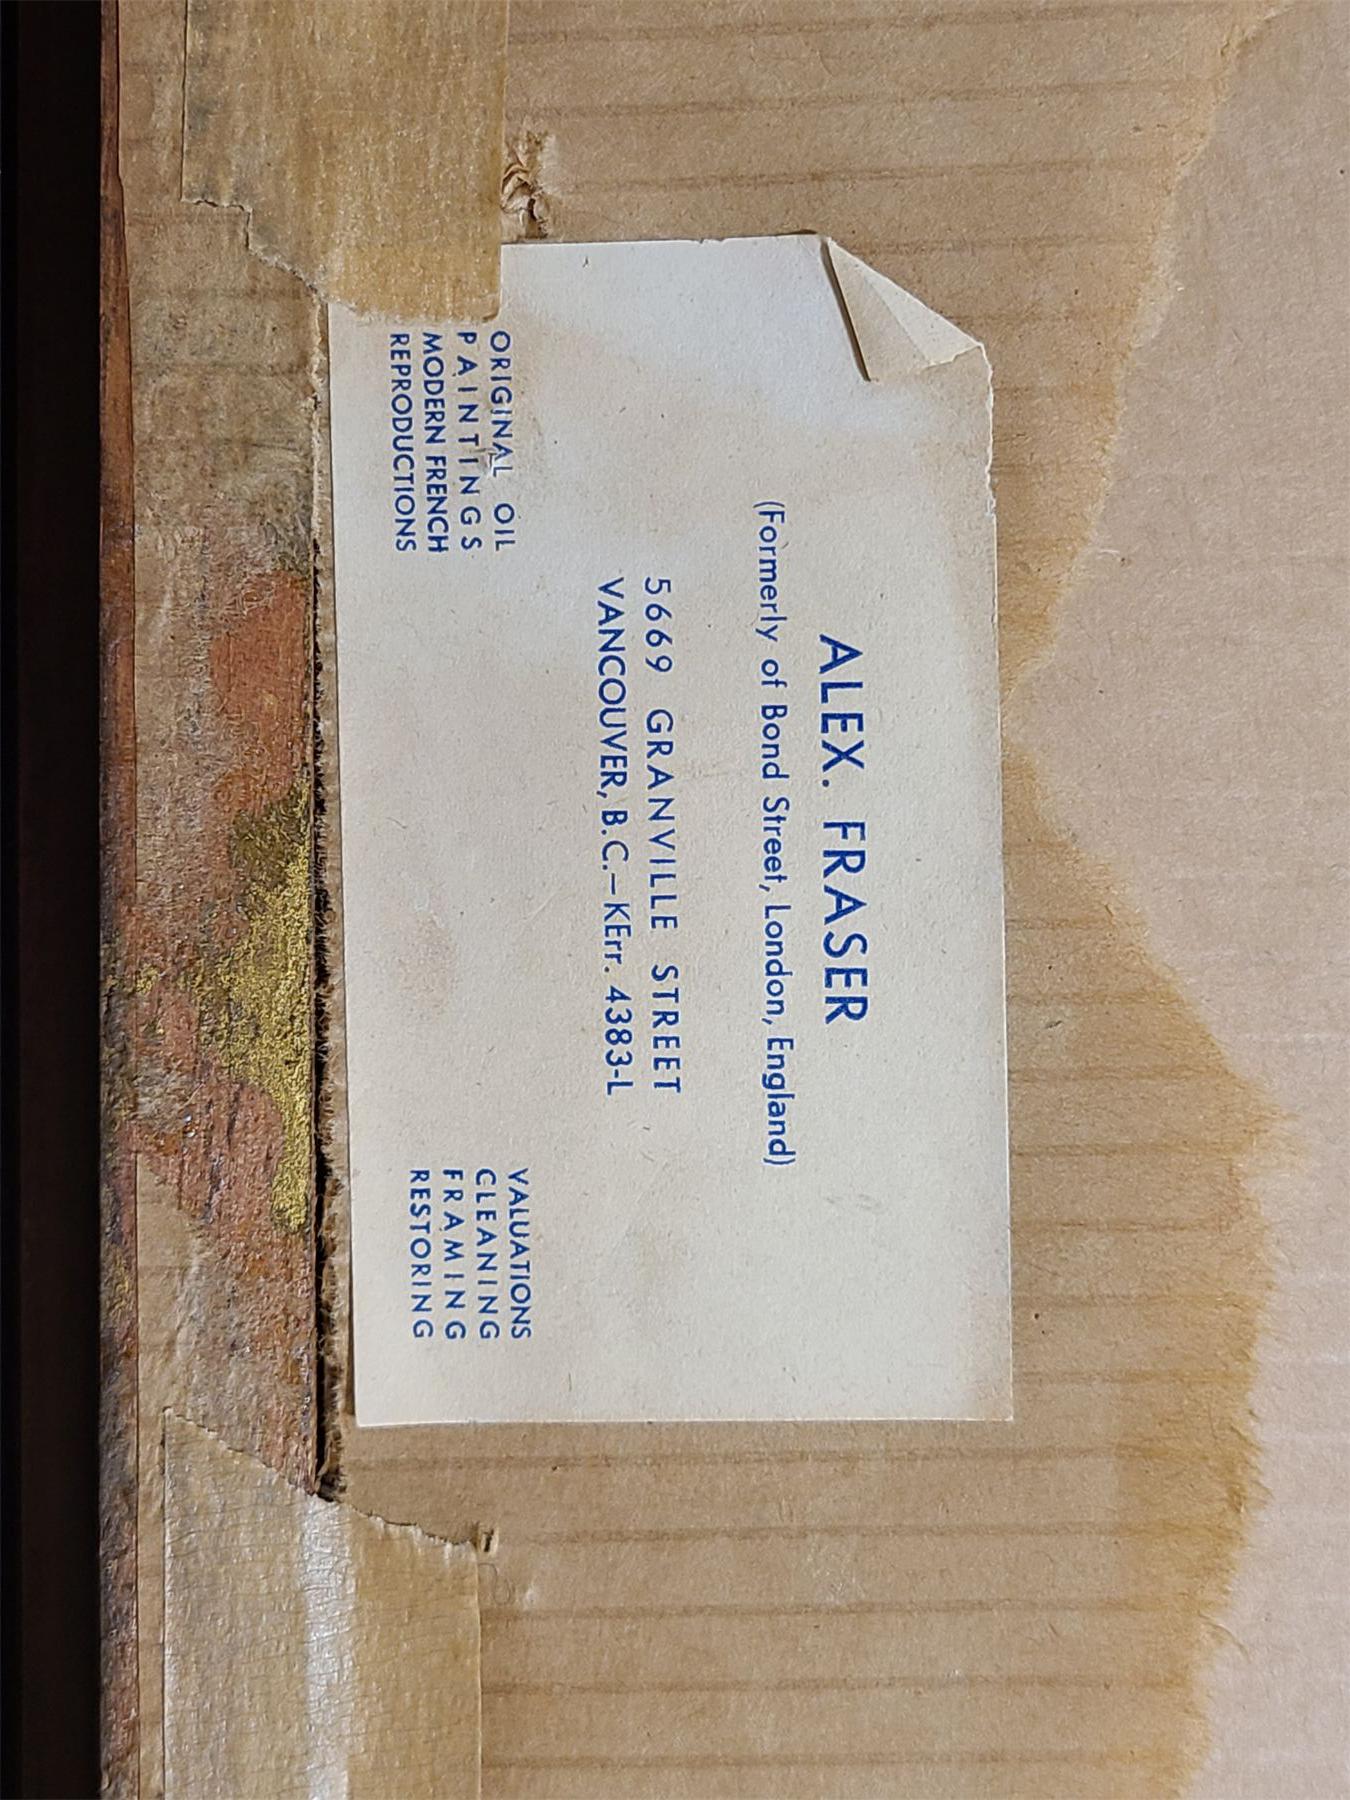 ALEX. FRASER
(Formerly of Bond Street, London, England)
5669 GRANVILLE STREET
VANCOUVER, B.C.—KErr. 4383-L
ORIGINAL OIL
PAINTINGS
MODERN FRENCH
REPRODUCTIONS
VALUATIONS
CLEANING
FRAMING
RESTORING